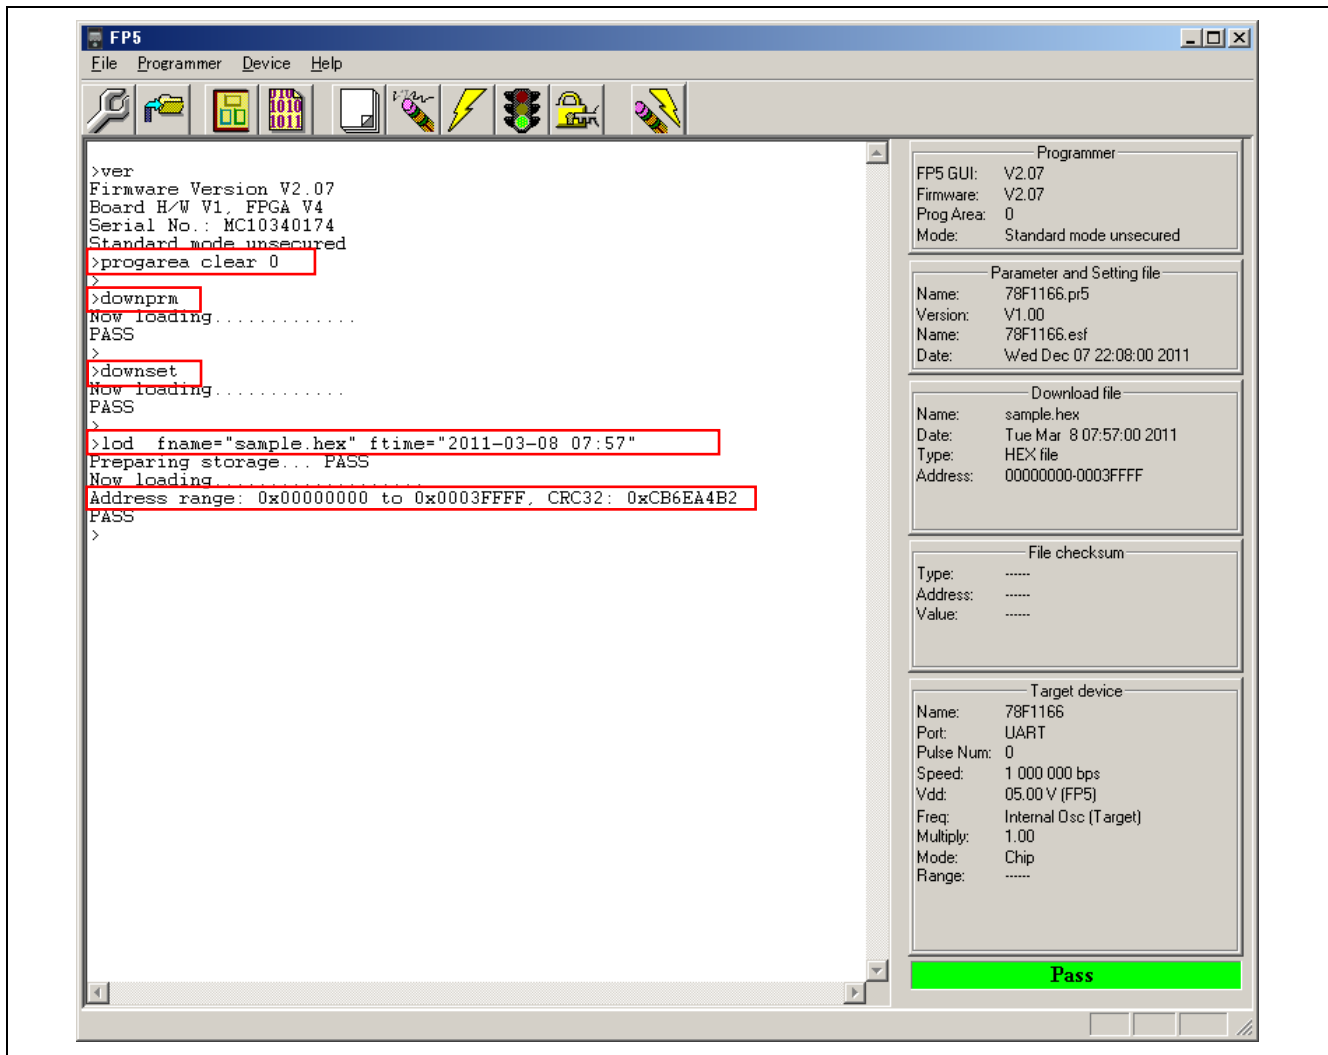 FP5
File Programmer Device Help
>ver
Firmware Version V2.07
Board H/W V1, FPGA V4
Serial No.: MC10340174
Standard mode unsecured
>progarea clear 0
>
>downprm
Now loading.............
PASS
>
>downset
Now loading............
PASS
>
>lod  fname="sample.hex" ftime="2011-03-08 07:57"
Preparing storage... PASS
Now loading....................
Address range: 0x00000000 to 0x0003FFFF, CRC32: 0xCB6EA4B2
PASS
>
Programmer
FP5 GUI: V2.07
Firmware: V2.07
Prog Area: 0
Mode: Standard mode unsecured
Parameter and Setting file
Name: 78F1166.pr5
Version: V1.00
Name: 78F1166.esf
Date: Wed Dec 07 22:08:00 2011
Download file
Name: sample.hex
Date: Tue Mar  8 07:57:00 2011
Type: HEX file
Address: 00000000-0003FFFF
File checksum
Type: ------
Address: ------
Value: ------
Target device
Name: 78F1166
Port: UART
Pulse Num: 0
Speed: 1 000 000 bps
Vdd: 05.00 V (FP5)
Freq: Internal Osc (Target)
Multiply: 1.00
Mode: Chip
Range: ------
Pass